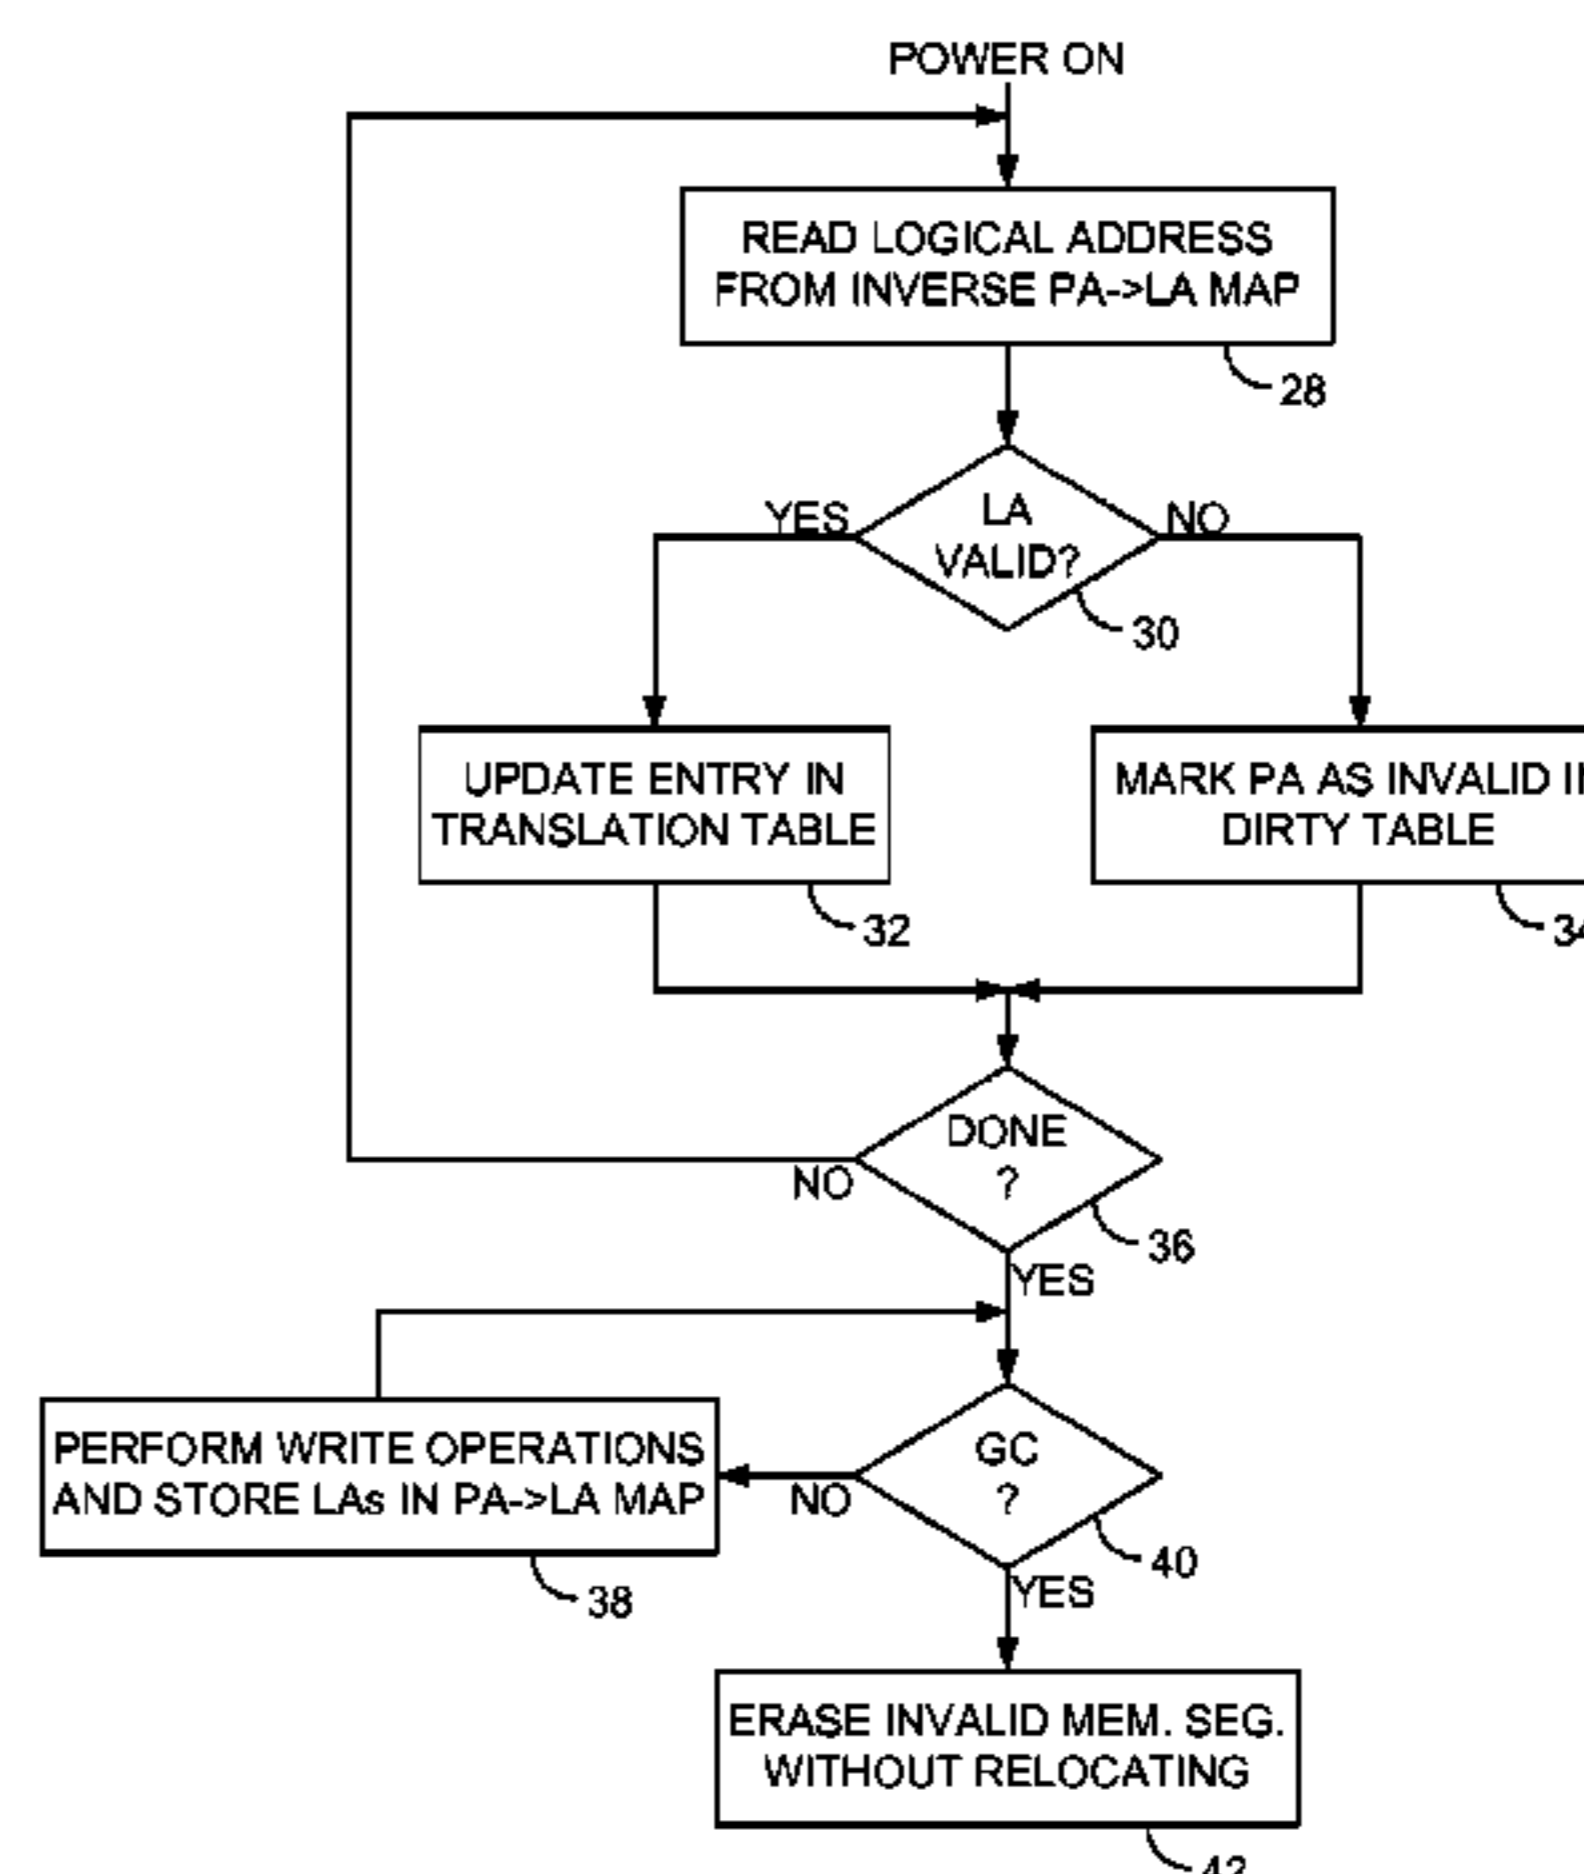 POWER ON
READ LOGICAL ADDRESS
FROM INVERSE PA->LA MAP
28
YES
LA
VALID?
NO
30
UPDATE ENTRY IN
TRANSLATION TABLE
32
MARK PA AS INVALID
DIRTY TABLE
DONE
?
NO
36
YES
PERFORM WRITE OPERATIONS
AND STORE LAs IN PA->LA MAP
38
GC
?
NO
40
YES
ERASE INVALID MEM. SEG.
WITHOUT RELOCATING